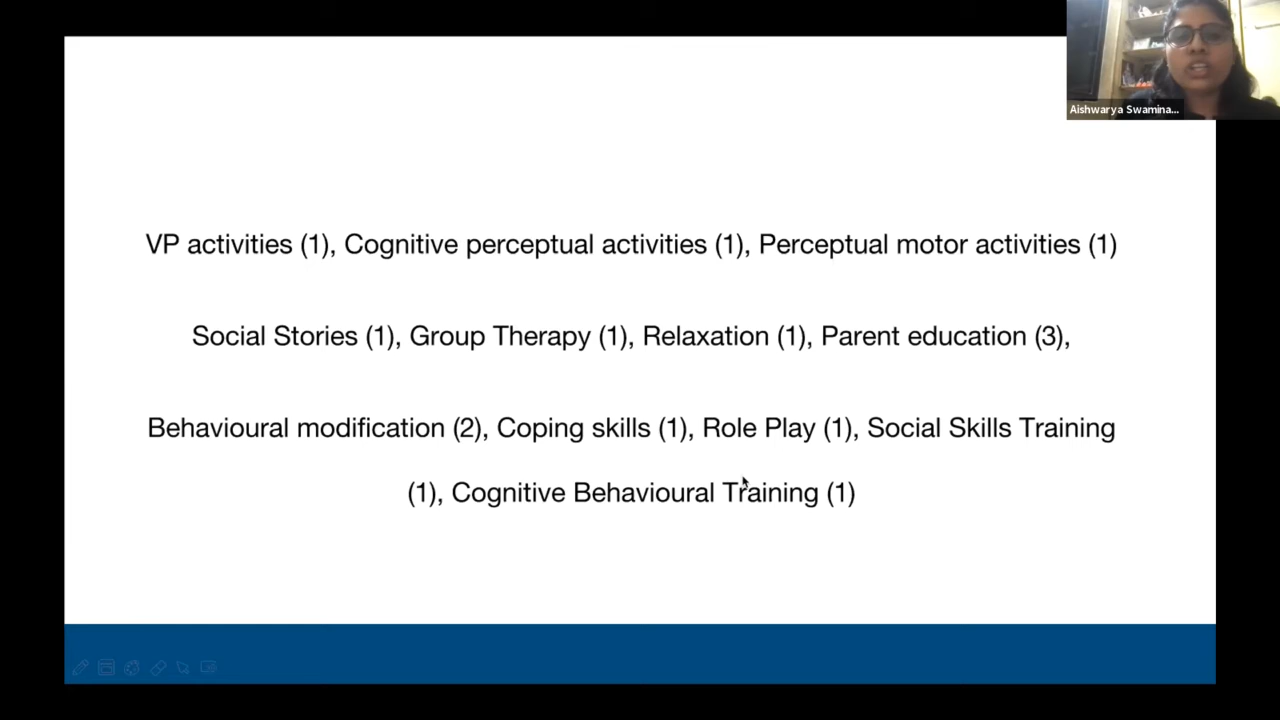 Aishwarya Swamina...
VP activities (1), Cognitive perceptual activities (1), Perceptual motor activities (1)
Social Stories (1), Group Therapy (1), Relaxation (1), Parent education (3),
Behavioural modification (2), Coping skills (1), Role Play (1), Social Skills Training
(1), Cognitive Behavioural Training (1)